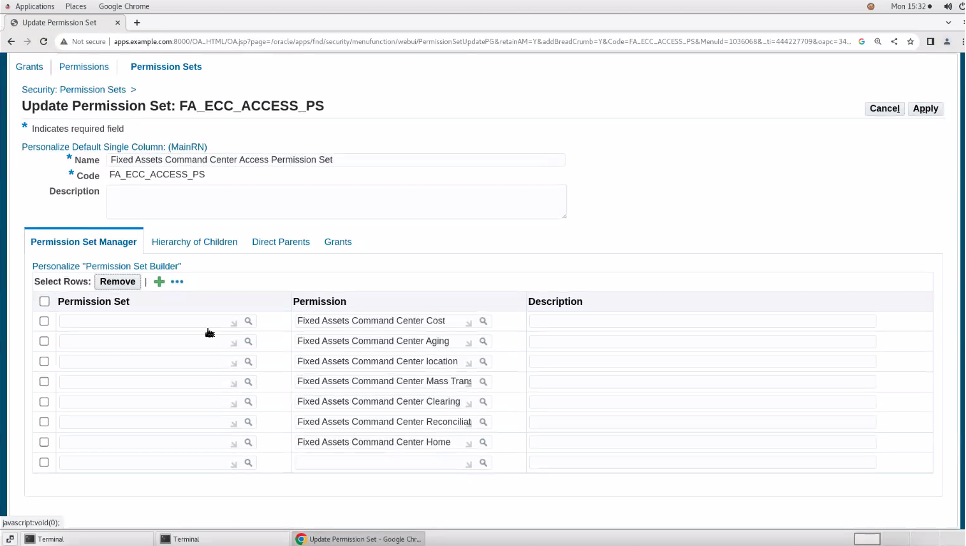 Applications Places Google Chrome Mon 15:32
Update Permission Set
Not secure apps.example.com:8000/OA_HTML/OA.jsp?page=/oracle/apps/fnd/security/menufunction/webui/PermissionSetUpdatePG&retainAM=Y&addBreadCrumb=Y&Code=FA_ECC_ACCESS_PS&MenuId=1036068&_ti=444227709&oapc=34...
Grants Permissions Permission Sets
Security: Permission Sets >
Update Permission Set: FA_ECC_ACCESS_PS
Cancel Apply
* Indicates required field
Personalize Default Single Column: (MainRN)
* Name Fixed Assets Command Center Access Permission Set
* Code FA_ECC_ACCESS_PS
Description
Permission Set Manager Hierarchy of Children Direct Parents Grants
Personalize "Permission Set Builder"
Select Rows: Remove |
Permission Set Permission Description
Fixed Assets Command Center Cost
Fixed Assets Command Center Aging
Fixed Assets Command Center location
Fixed Assets Command Center Mass Tran
Fixed Assets Command Center Clearing
Fixed Assets Command Center Reconciliat
Fixed Assets Command Center Home
javascript:void(0);
Terminal Terminal Update Permission Set - Google Chr...